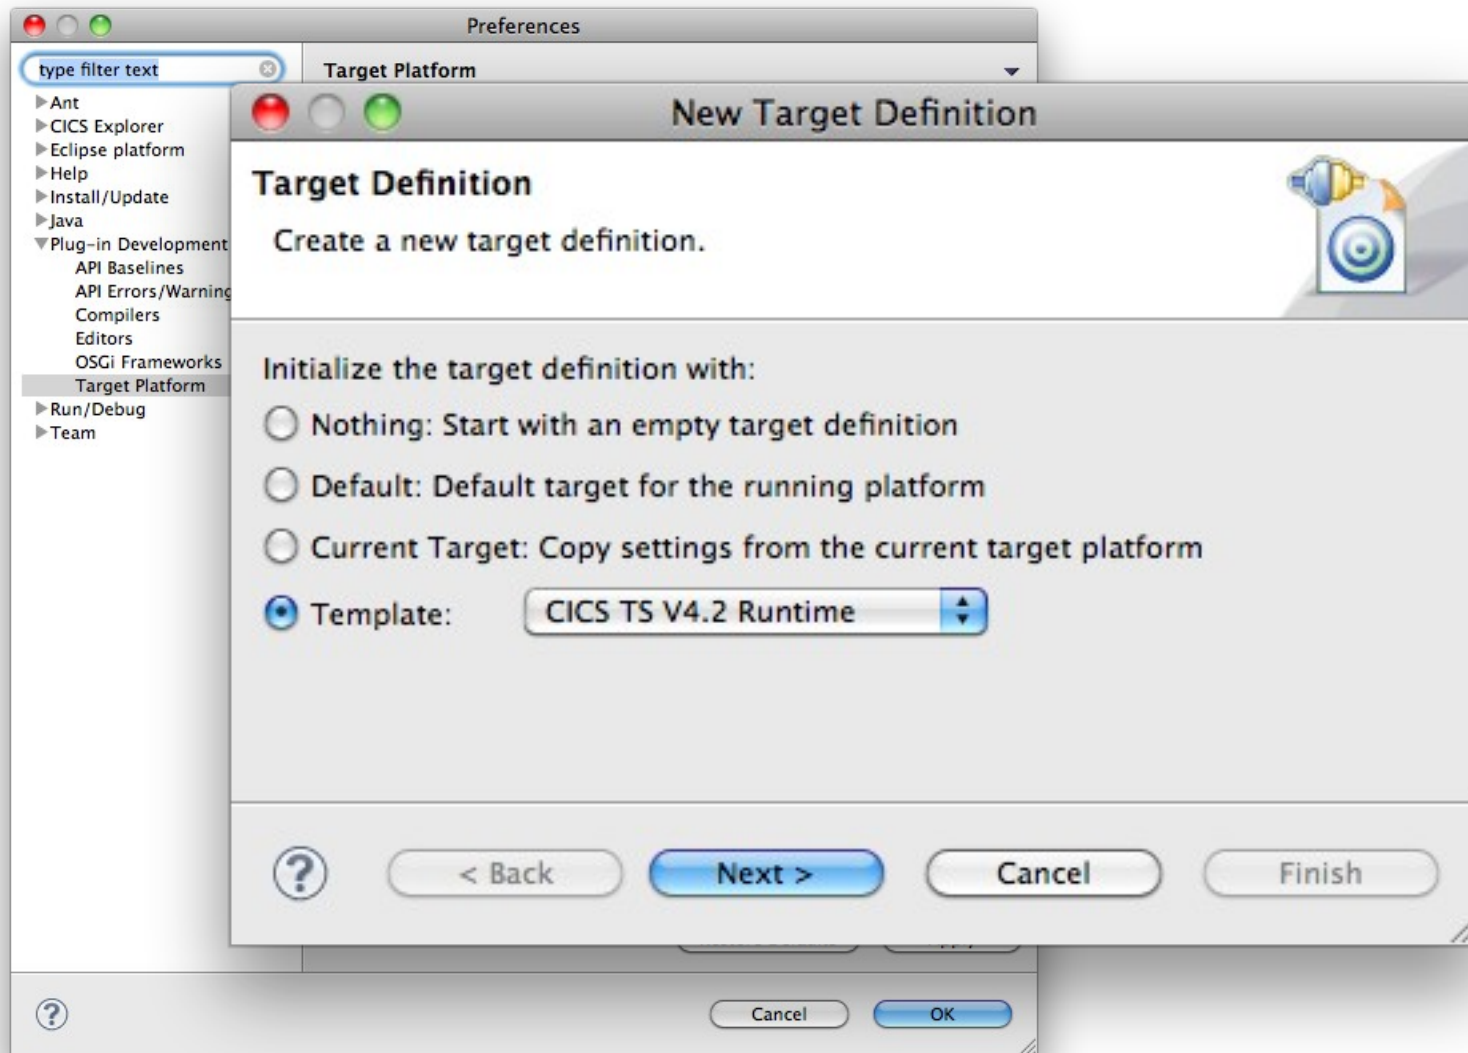 Preferences
type filter text
Target Platform
Ant
CICS Explorer
Eclipse platform
Help
Install/Update
Java
Plug-in Development
API Baselines
API Errors/Warning
Compilers
Editors
OSGi Frameworks
Target Platform
Run/Debug
Team
New Target Definition
Target Definition
Create a new target definition.
Initialize the target definition with:
Nothing: Start with an empty target definition
Default: Default target for the running platform
Current Target: Copy settings from the current target platform
Template: CICS TS V4.2 Runtime
? < Back Next > Cancel Finish
? Cancel OK